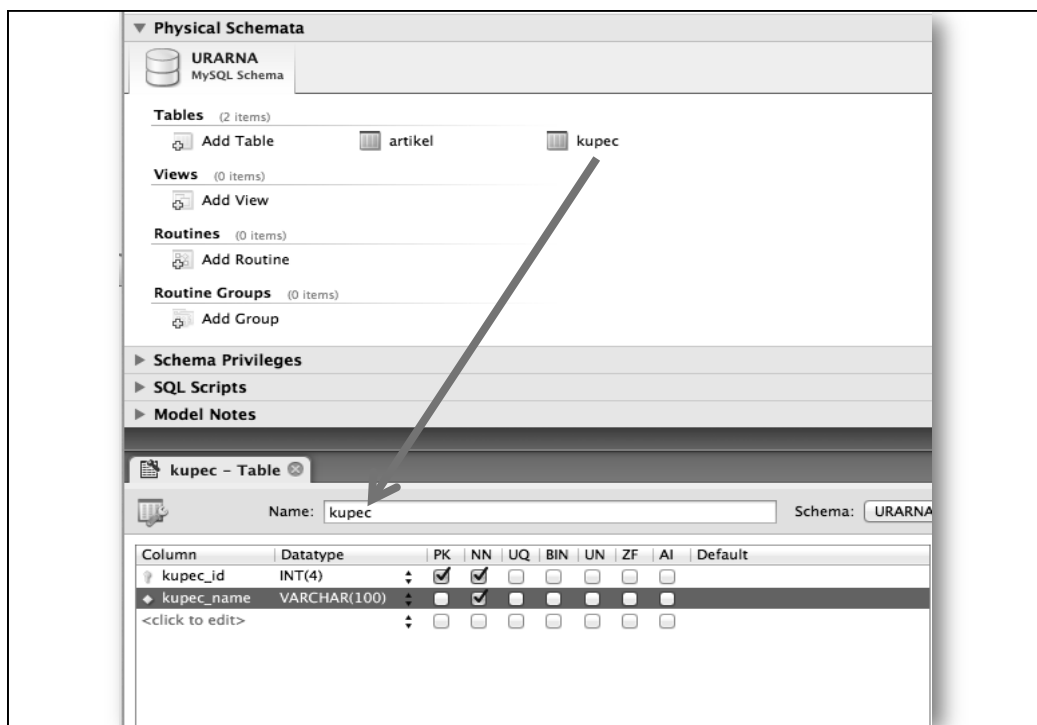 Physical Schemata
URARNA
MySQL Schema
Tables (2 items)
Add Table artikel kupec
Views (0 items)
Add View
Routines (0 items)
Add Routine
Routine Groups (0 items)
Add Group
Schema Privileges
SQL Scripts
Model Notes
kupec – Table
Name: kupec Schema: URARNA
Column Datatype PK NN UQ BIN UN ZF AI Default
kupec_id INT(4)
kupec_name VARCHAR(100)
<click to edit>